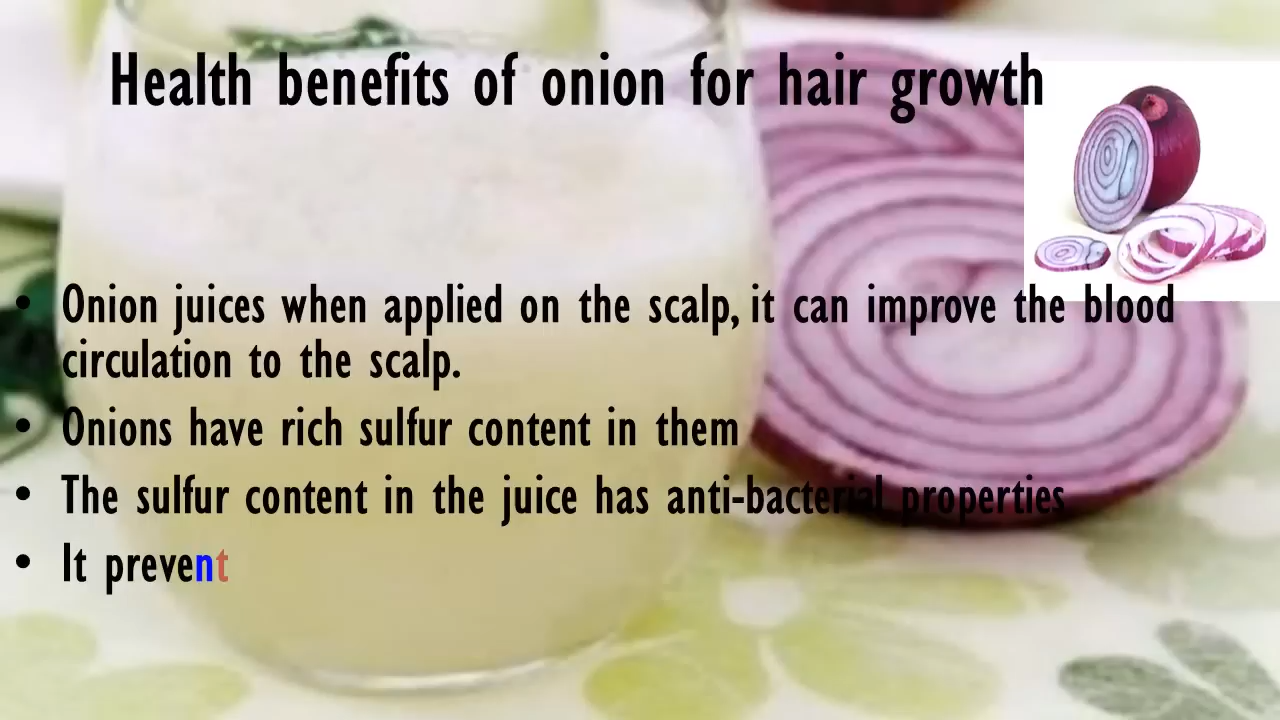 Health benefits of onion for hair growth
• Onion juices when applied on the scalp, it can improve the blood
circulation to the scalp.
• Onions have rich sulfur content in them
• The sulfur content in the juice has anti-bacterial properties
• It prevent